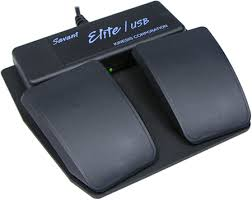 Savant Elite / USB
KINESIS CORPORATION